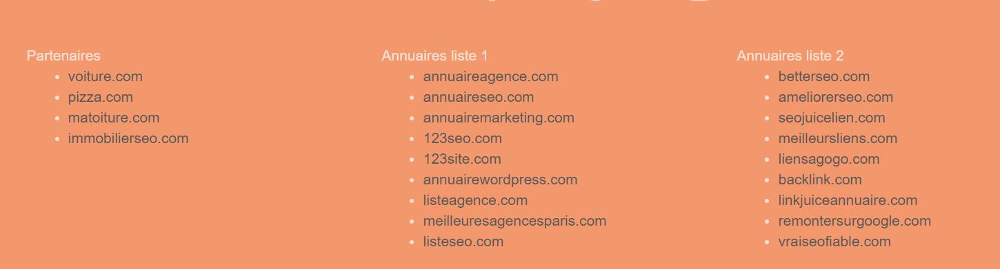 Partenaires
voiture.com
pizza.com
matoiture.com
immobilierseo.com
Annuaires liste 1
annuaireagence.com
annuaireseo.com
annuairemarketing.com
123seo.com
123site.com
annuairewordpress.com
listeagence.com
meilleuresagencesparis.com
listeseo.com
Annuaires liste 2
betterseo.com
ameliorerseo.com
seojuicelien.com
meilleursliens.com
liensagogo.com
backlink.com
linkjuiceannuaire.com
remontersurgoogle.com
vraiseofiable.com